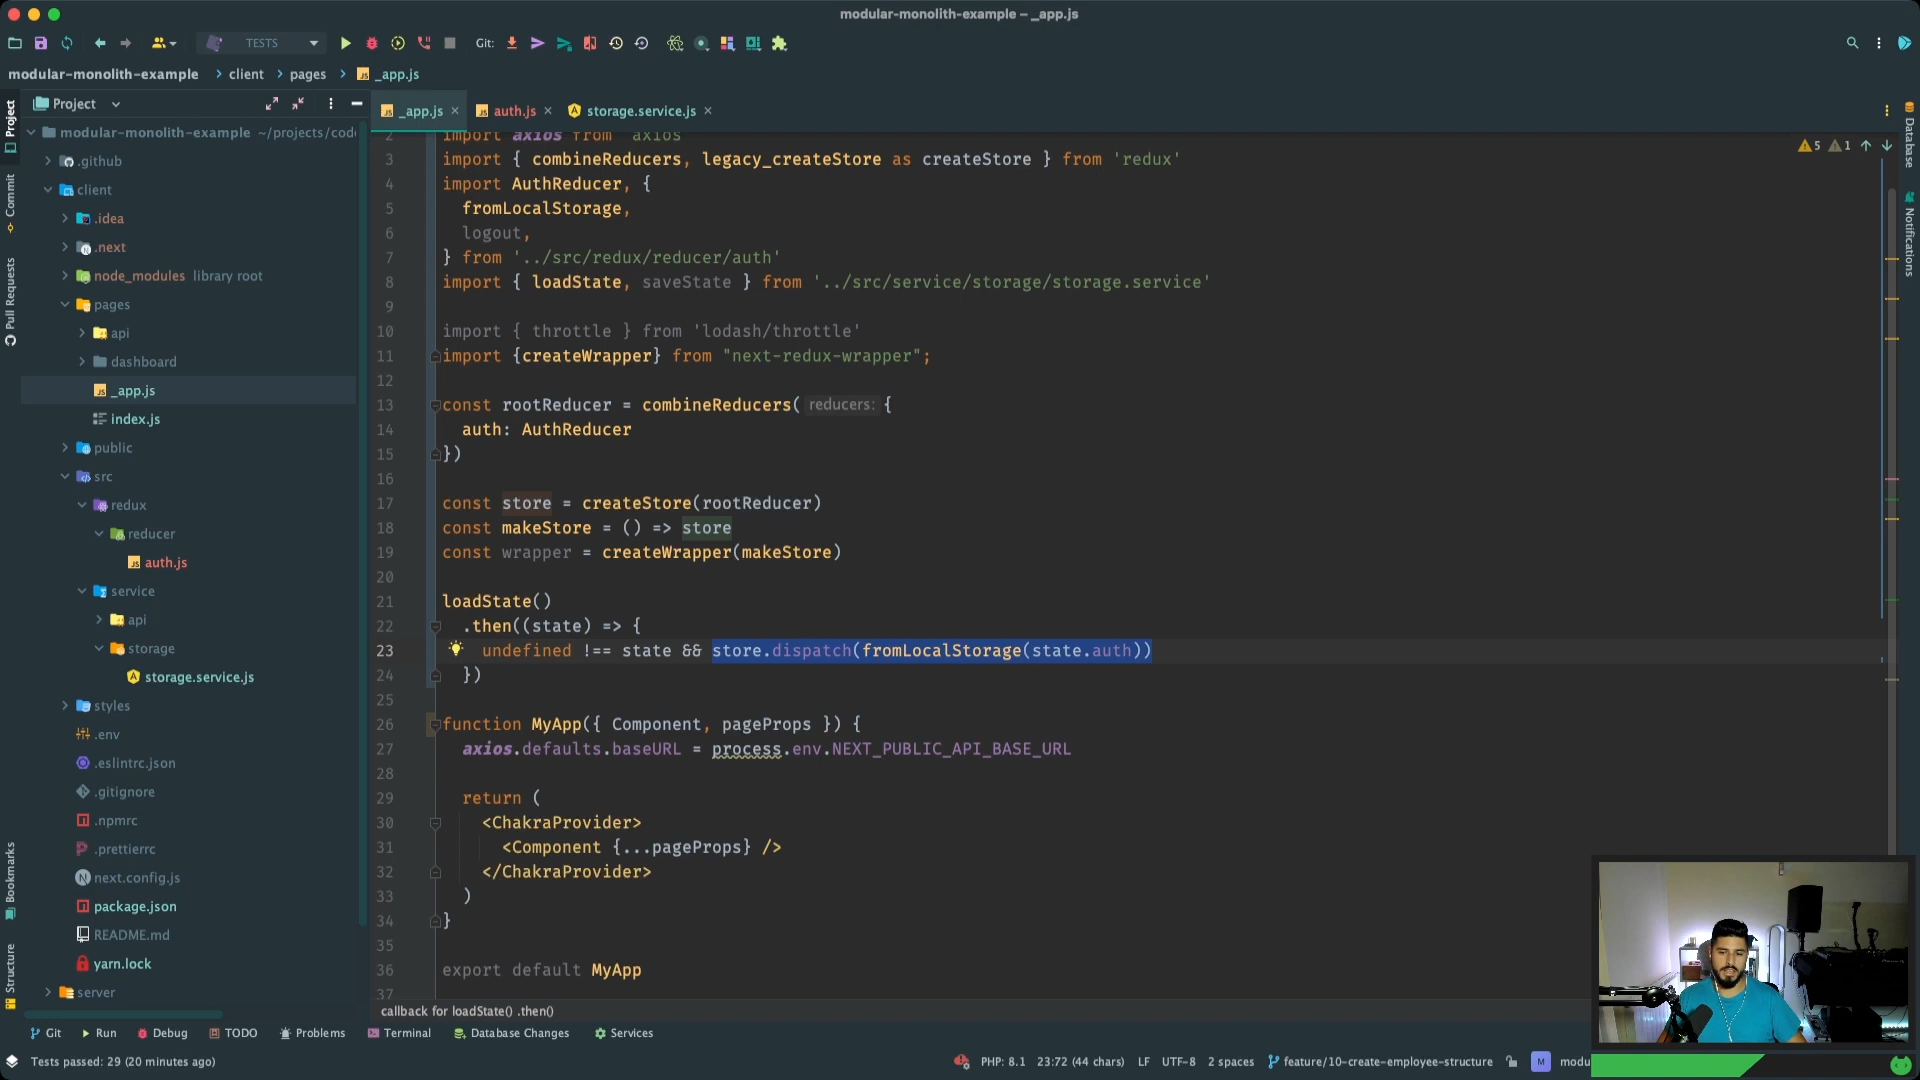 modular-monolith-example – _app.js
TESTS
Git:
modular-monolith-example > client > pages > _app.js
Project
_app.js
auth.js
storage.service.js
Project
Commit
Pull Requests
Bookmarks
Structure
modular-monolith-example ~/projects/code
.github
client
.idea
.next
node_modules library root
pages
api
dashboard
_app.js
index.js
public
src
redux
reducer
auth.js
service
api
storage
storage.service.js
styles
.env
.eslintrc.json
.gitignore
.npmrc
.prettierrc
next.config.js
package.json
README.md
yarn.lock
server
2 import axios from 'axios
3 import { combineReducers, legacy_createStore as createStore } from 'redux'
4 import AuthReducer, {
5 fromLocalStorage,
6 logout,
7 } from '../src/redux/reducer/auth'
8 import { loadState, saveState } from '../src/service/storage/storage.service'
9
10 import { throttle } from 'lodash/throttle'
11 import {createWrapper} from "next-redux-wrapper";
12
13 const rootReducer = combineReducers( reducers: {
14 auth: AuthReducer
15 })
16
17 const store = createStore(rootReducer)
18 const makeStore = () => store
19 const wrapper = createWrapper(makeStore)
20
21 loadState()
22 .then((state) => {
23 undefined !== state && store.dispatch(fromLocalStorage(state.auth))
24 })
25
26 function MyApp({ Component, pageProps }) {
27 axios.defaults.baseURL = process.env.NEXT_PUBLIC_API_BASE_URL
28
29 return (
30 <ChakraProvider>
31 <Component {...pageProps} />
32 </ChakraProvider>
33 )
34 }
35
36 export default MyApp
37
5 1
Database
Notifications
callback for loadState() .then()
Git
Run
Debug
TODO
Problems
Terminal
Database Changes
Services
Tests passed: 29 (20 minutes ago)
PHP: 8.1 23:72 (44 chars) LF UTF-8 2 spaces feature/10-create-employee-structure M modu